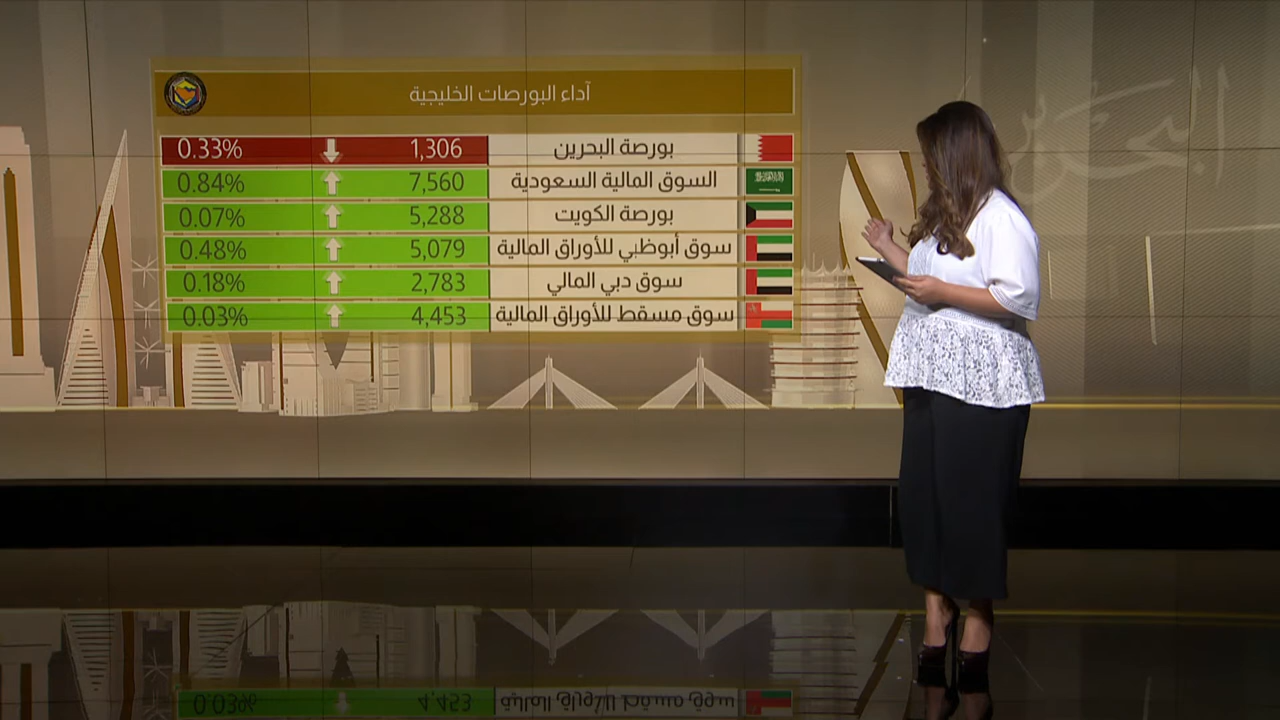 آداء البورصات الخليجية
بورصة البحرين 1,306 0.33%
السوق المالية السعودية 7,560 0.84%
بورصة الكويت 5,288 0.07%
سوق أبوظبي للأوراق المالية 5,079 0.48%
سوق دبي المالي 2,783 0.18%
سوق مسقط للأوراق المالية 4,453 0.03%
البحرين